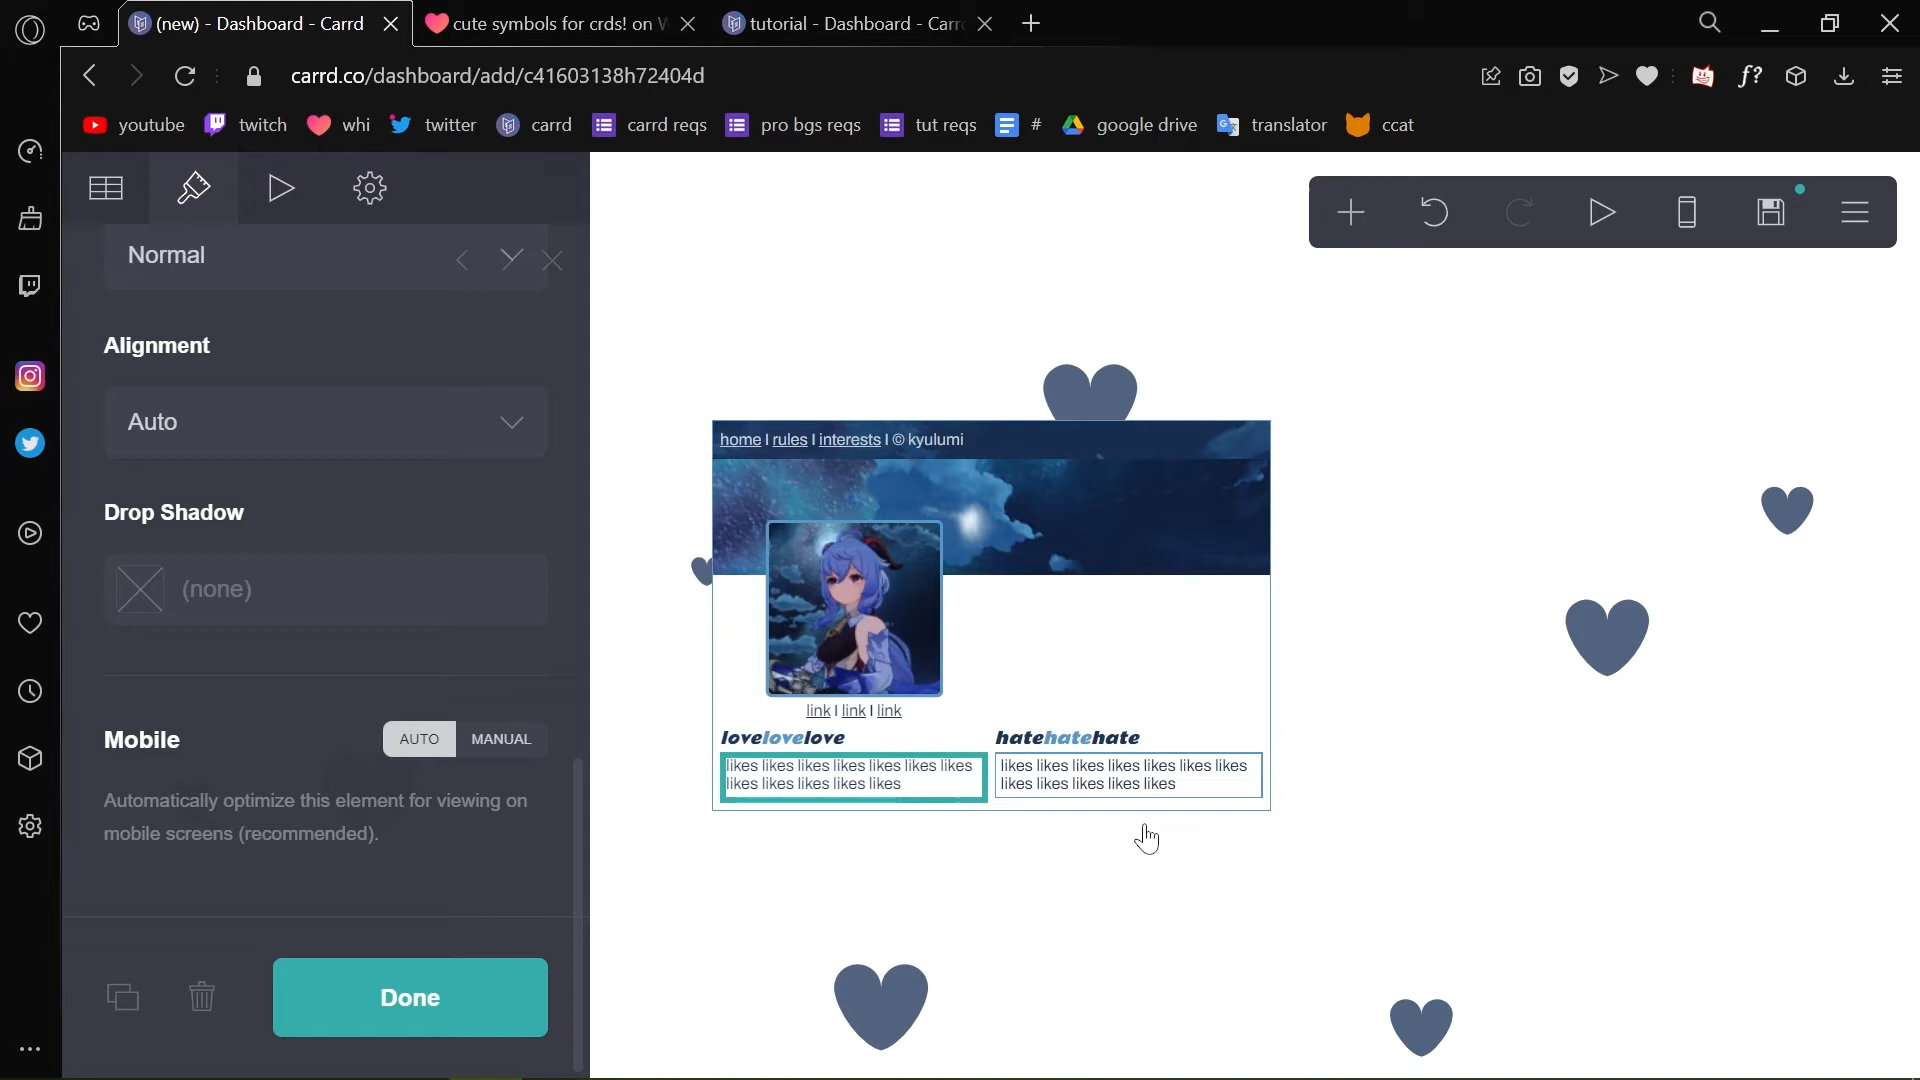 (new) - Dashboard - Carrd
cute symbols for crds! on
tutorial - Dashboard - Carr
carrd.co/dashboard/add/c41603138h72404d
f?
youtube
twitch
whi
twitter
carrd
carrd reqs
pro bgs reqs
tut reqs
#
google drive
translator
ccat
Normal
Alignment
Auto
Drop Shadow
(none)
Mobile
AUTO
MANUAL
Automatically optimize this element for viewing on
mobile screens (recommended).
Done
home I rules I interests I © kyulumi
link I link I link
lovelovelove
hatehatehate
likes likes likes likes likes likes likes
likes likes likes likes likes
likes likes likes likes likes likes likes
likes likes likes likes likes